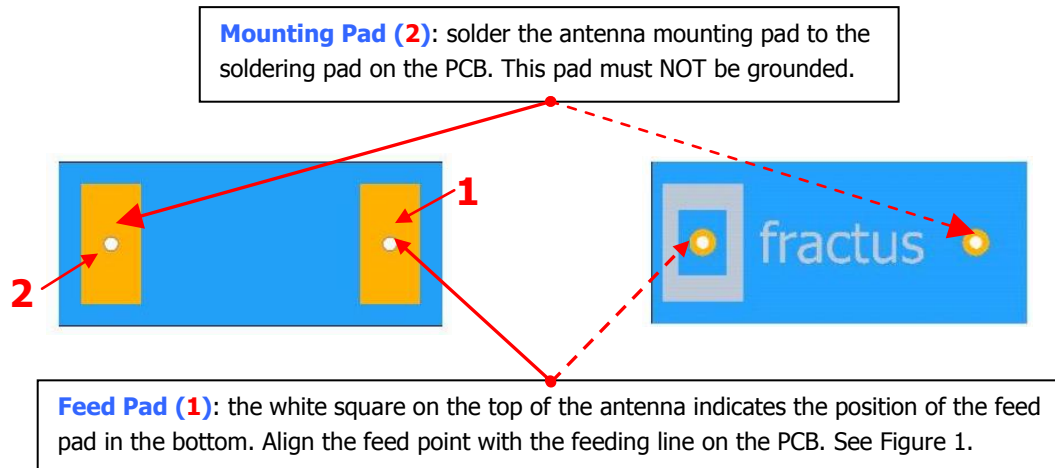 Mounting Pad (2): solder the antenna mounting pad to the
soldering pad on the PCB. This pad must NOT be grounded.
1
2
fractus
Feed Pad (1): the white square on the top of the antenna indicates the position of the feed
pad in the bottom. Align the feed point with the feeding line on the PCB. See Figure 1.